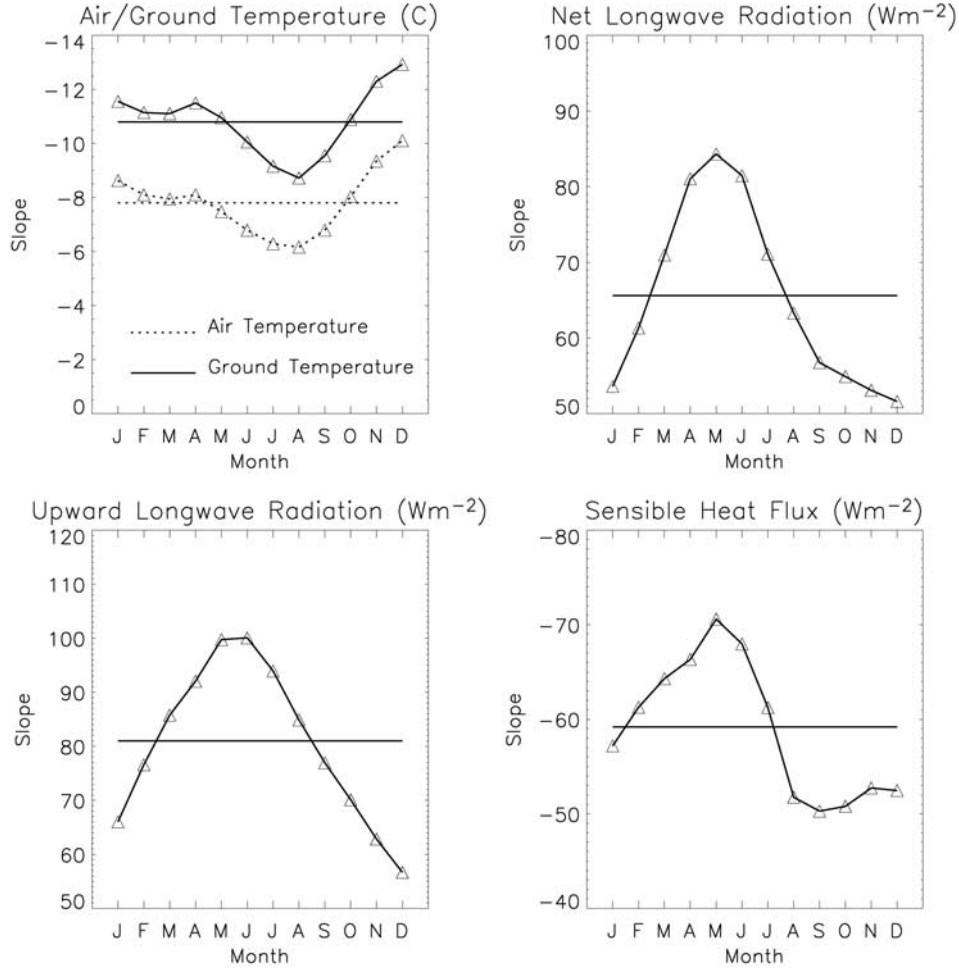 Air/Ground Temperature (C)
-14
-12
-10
-8
-6
-4
-2
0
Slope
Air Temperature
Ground Temperature
J F M A M J J A S O N D
Month
Net Longwave Radiation (Wm-2)
100
90
80
70
60
50
Slope
J F M A M J J A S O N D
Month
Upward Longwave Radiation (Wm-2)
120
110
100
90
80
70
60
50
Slope
J F M A M J J A S O N D
Month
Sensible Heat Flux (Wm-2)
-80
-70
-60
-50
-40
Slope
J F M A M J J A S O N D
Month